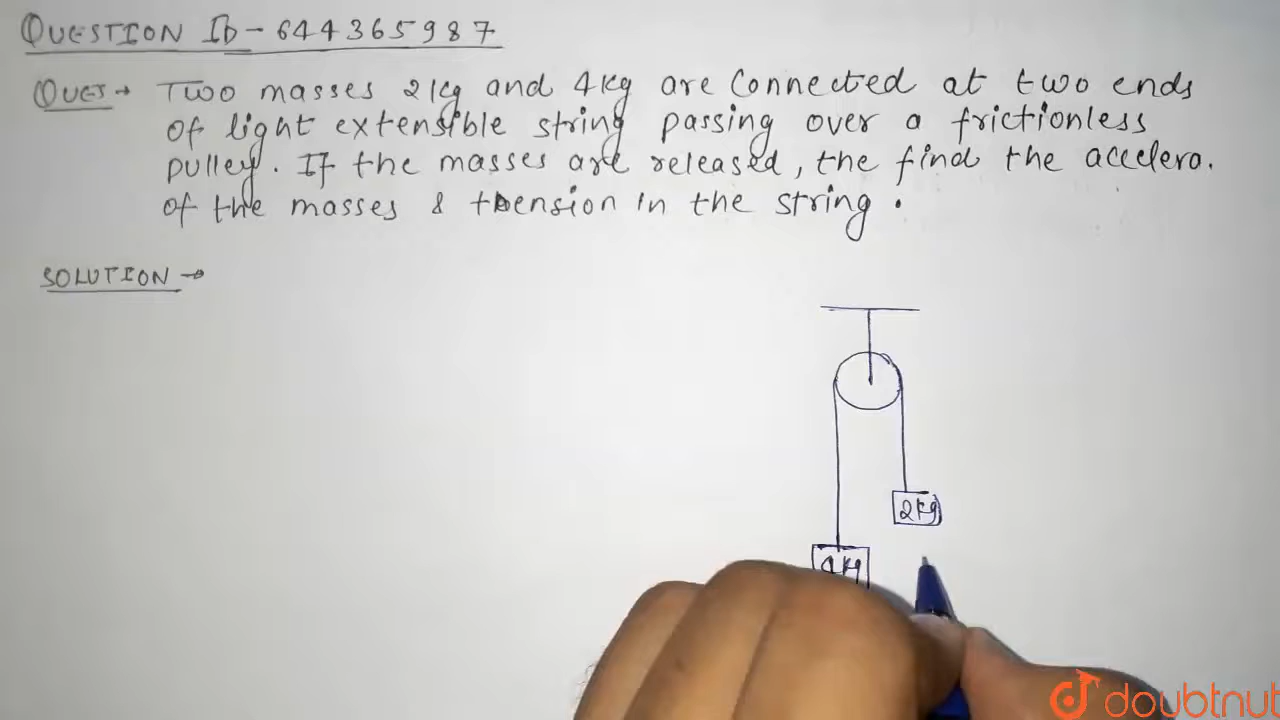 QUESTION ID - 644365987
QUES → Two masses 2kg and 4kg are connected at two ends
of light extensible string passing over a frictionless
pulley. If the masses are released, the find the accelera.
of the masses & tension in the string.
SOLUTION →
2kg
4kg
doubtnut